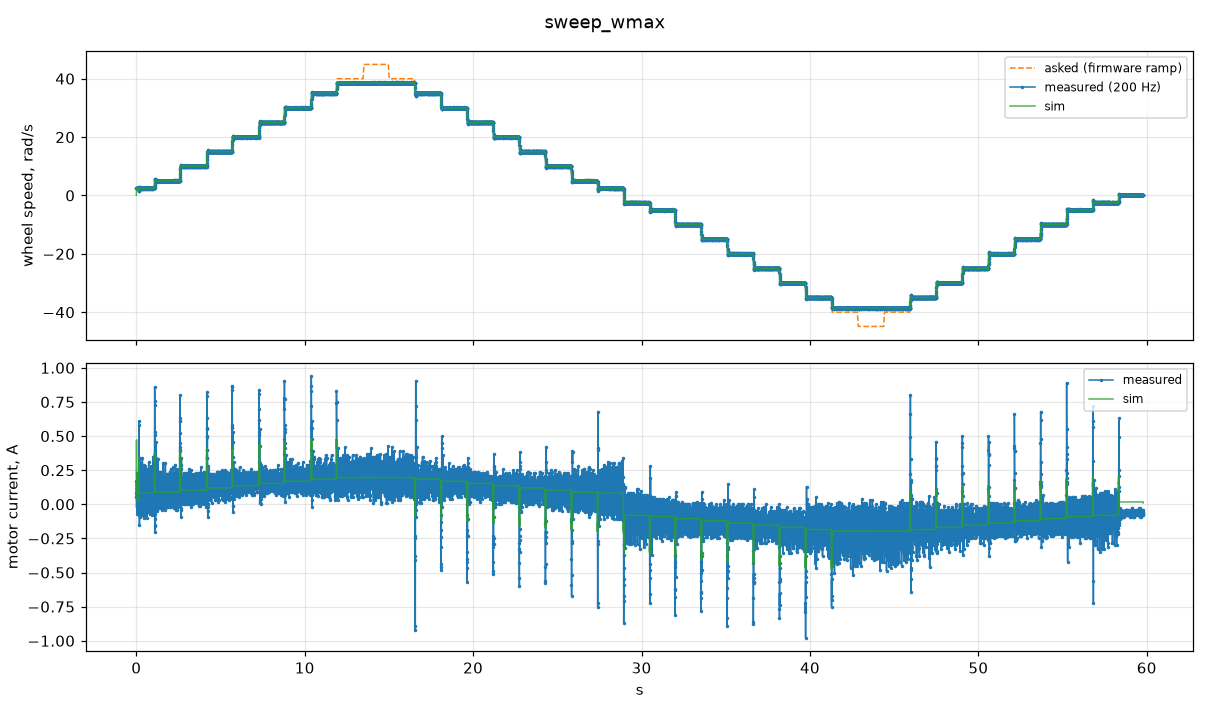 sweep_wmax
40
20
0
−20
−40
wheel speed, rad/s
asked (firmware ramp)
measured (200 Hz)
sim
1.00
0.75
0.50
0.25
0.00
−0.25
−0.50
−0.75
−1.00
motor current, A
measured
sim
0 10 20 30 40 50 60
s